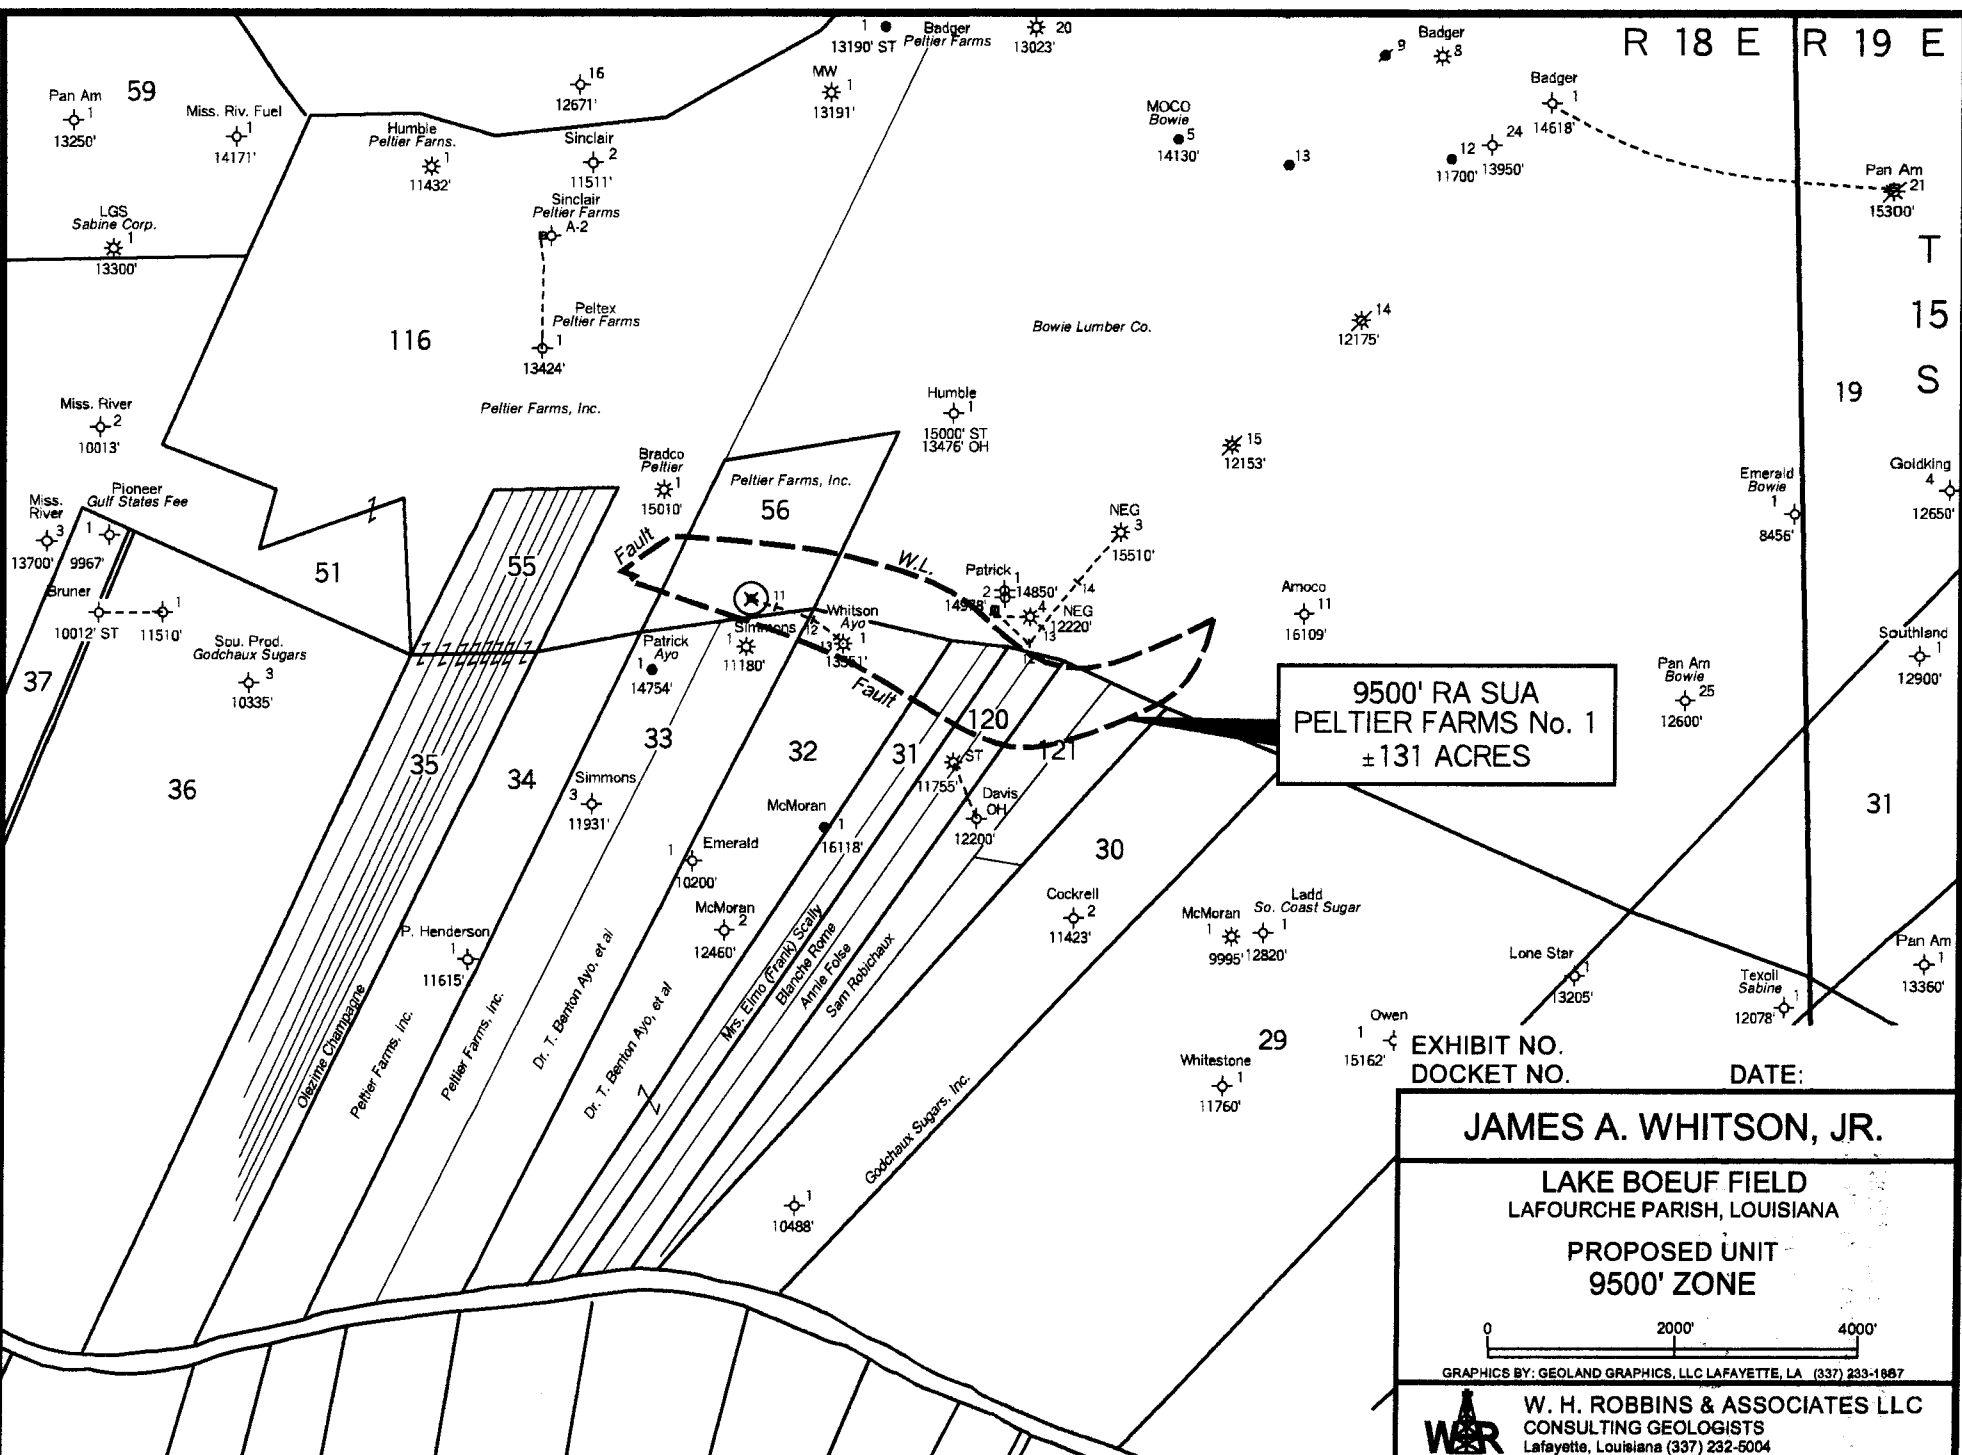 R 18 E
R 19 E
T
15
S
1
13190' ST
Badger
Peltier Farms
20
13023'
9
Badger
8
59
Pan Am
1
13250'
Miss. Riv. Fuel
1
14171'
16
12671'
MW
1
13191'
Humble
Peltier Farns.
1
11432'
Sinclair
2
11511'
MOCO
Bowie
5
14130'
13
Badger
1
14618'
24
13950'
12
11700'
Pan Am
21
15300'
LGS
Sabine Corp.
1
13300'
Sinclair
Peltier Farms
A-2
Peltex
Peltier Farms
1
13424'
116
Peltier Farms, Inc.
Bowie Lumber Co.
14
12175'
19
Miss. River
2
10013'
Humble
1
15000' ST
13476' OH
15
12153'
Bradco
Peltier
1
15010'
Peltier Farms, Inc.
56
Emerald
Bowie
1
8456'
Goldking
4
12650'
Miss.
River
3
13700'
Pioneer
Gulf States Fee
1
9967'
NEG
3
15510'
14
51
55
Fault
W.L.
Bruner
10012' ST
1
11510'
11
12
Whitson
Ayo
1
13551'
Patrick
1
14850'
2
14978'
4
NEG
12220'
13
Amoco
11
16109'
Sou. Prod.
Godchaux Sugars
3
10335'
Patrick
Ayo
1
14754'
Simmons
1
11180'
Fault
Southland
1
12900'
Pan Am
Bowie
25
12600'
9500' RA SUA
PELTIER FARMS No. 1
±131 ACRES
37
36
35
34
33
32
31
120
121
30
31
Simmons
3
11931'
McMoran
1
16118'
ST
11755'
Davis
OH
12200'
Emerald
1
10200'
McMoran
2
12460'
Cockrell
2
11423'
McMoran
1
9995'
Ladd
So. Coast Sugar
1
12820'
P. Henderson
1
11615'
Lone Star
1
13205'
Texoll
Sabine
1
12078'
Pan Am
1
13360'
Olezime Champagne
Peltier Farms, Inc.
Peltier Farms, Inc.
Dr. T. Benton Ayo, et al
Dr. T. Benton Ayo, et al
Mrs. Elmo (Frank) Scally
Blanche Rome
Annie Folse
Sam Robichaux
Godchaux Sugars, Inc.
29
Whitestone
1
11760'
Owen
1
15162'
1
10488'
EXHIBIT NO.
DOCKET NO.
DATE:
JAMES A. WHITSON, JR.
LAKE BOEUF FIELD
LAFOURCHE PARISH, LOUISIANA
PROPOSED UNIT
9500' ZONE
0 2000' 4000'
GRAPHICS BY: GEOLAND GRAPHICS, LLC LAFAYETTE, LA (337) 233-1887
WR
W. H. ROBBINS & ASSOCIATES LLC
CONSULTING GEOLOGISTS
Lafayette, Louisiana (337) 232-5004